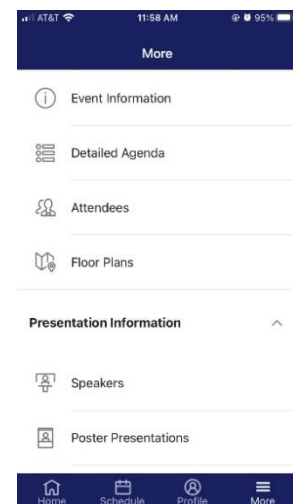 AT&T 11:58 AM 95%
More
Event Information
Detailed Agenda
Attendees
Floor Plans
Presentation Information
Speakers
Poster Presentations
Home Schedule Profile More